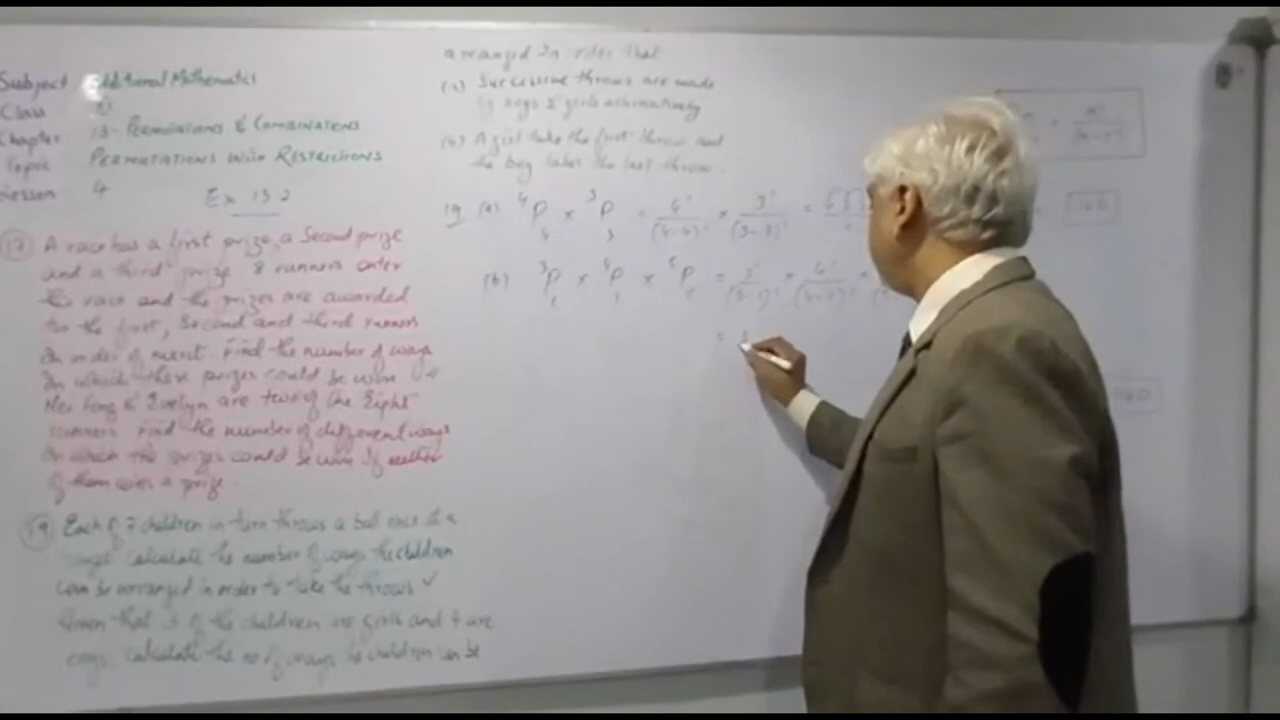 Subject Additional Mathematics
Class
Chapter 13- PERMUTATIONS & COMBINATIONS
Topic PERMUTATIONS WITH RESTRICTIONS
Lesson 4
Ex 13.2
(17) A race has a first prize, a Second prize
and a third prize 8 runners enter
the race and the prizes are awarded
for the first, Second and third runners
in order of merit. Find the number of ways
in which these prizes could be won
& Evelyn are two of the Eight
runners. Find the number of different ways
in which the prizes could be won if neither
of them wins a prize
(19) Each of 7 children in turn throws a ball once at a
calculate the number of ways the children
can be arranged in order to take the throws ✓
Given that 3 of the children are girls and 4 are
boys, calculate the no of ways the children can be
arranged in order that
(a) Successive throws are made
by boys & girls alternatively
(b) A girl takes the first throw and
the boy takes the last throw.
19 (a) ⁴P₄ × ³P₃ = 4!/(4-4)! × 3!/(3-3)! =
(b) ³P₁ × ⁴P₁ × ⁵P₅ = 3!/(3-1)! × 4!/(4-1)! ×
=